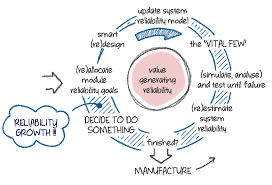 update system
reliability model
smart
(re)design
the "VITAL FEW"
(re)allocate
module
reliability goals
value
generating
reliability
(simulate, analyse)
and test until failure
RELIABILITY
GROWTH !!!
DECIDE TO DO
SOMETHING
(re)estimate
system
reliability
finished?
MANUFACTURE